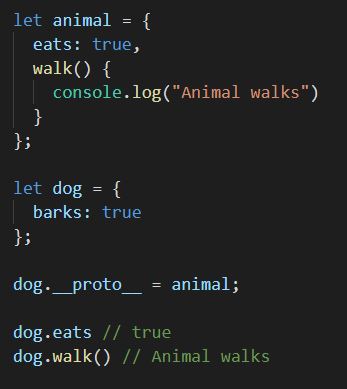 let animal = {
  eats: true,
  walk() {
    console.log("Animal walks")
  }
};

let dog = {
  barks: true
};

dog.__proto__ = animal;

dog.eats // true
dog.walk() // Animal walks